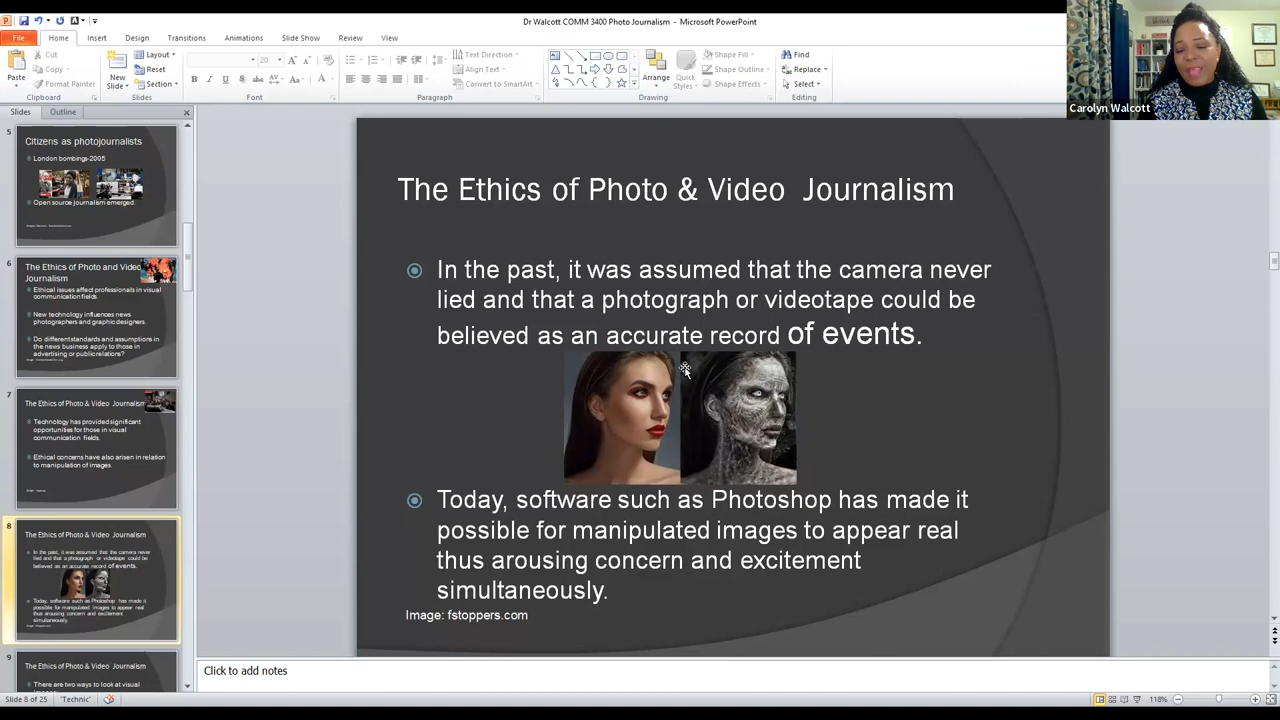 Dr Walcott COMM 3400 Photo Journalism - Microsoft PowerPoint
File Home Insert Design Transitions Animations Slide Show Review View
Cut
Copy
Format Painter
Paste
Clipboard
New
Slide
Layout
Reset
Section
Slides
20
Font
Text Direction
Align Text
Convert to SmartArt
Paragraph
Arrange
Quick
Styles
Shape Fill
Shape Outline
Shape Effects
Drawing
Find
Replace
Select
Editing
Carolyn Walcott
Slides Outline
5
Citizens as photojournalists
London bombings-2005
Open source journalism emerged.
6
The Ethics of Photo and Video
Journalism
Ethical issues affect professionals in visual
communication fields.
New technology influences news
photographers and graphic designers.
Do different standards and assumptions in
the news business apply to those in
advertising or public relations?
7
The Ethics of Photo & Video Journalism
Technology has provided significant
opportunities for those in visual
communication fields.
Ethical concerns have also arisen in relation
to manipulation of images.
8
The Ethics of Photo & Video Journalism
In the past, it was assumed that the camera never
lied and that a photograph or videotape could be
believed as an accurate record of events.
Today, software such as Photoshop has made it
possible for manipulated images to appear real
thus arousing concern and excitement
simultaneously.
9
The Ethics of Photo & Video Journalism
There are two ways to look at visual
The Ethics of Photo & Video Journalism
In the past, it was assumed that the camera never
lied and that a photograph or videotape could be
believed as an accurate record of events.
Today, software such as Photoshop has made it
possible for manipulated images to appear real
thus arousing concern and excitement
simultaneously.
Image: fstoppers.com
Click to add notes
Slide 8 of 25 "Technic" 118%